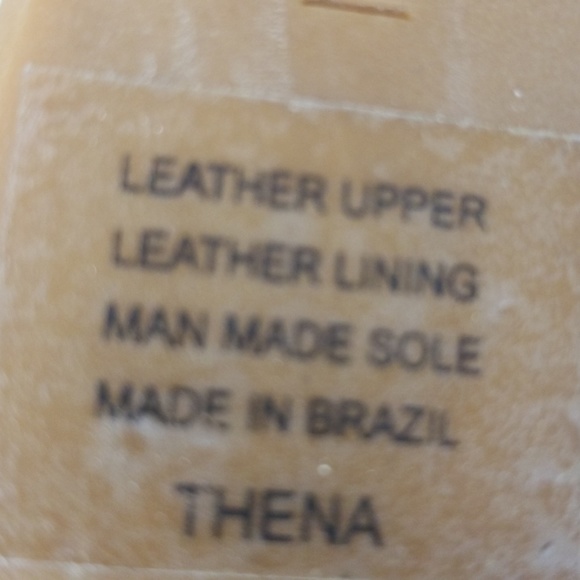 LEATHER UPPER
LEATHER LINING
MAN MADE SOLE
MADE IN BRAZIL
THENA